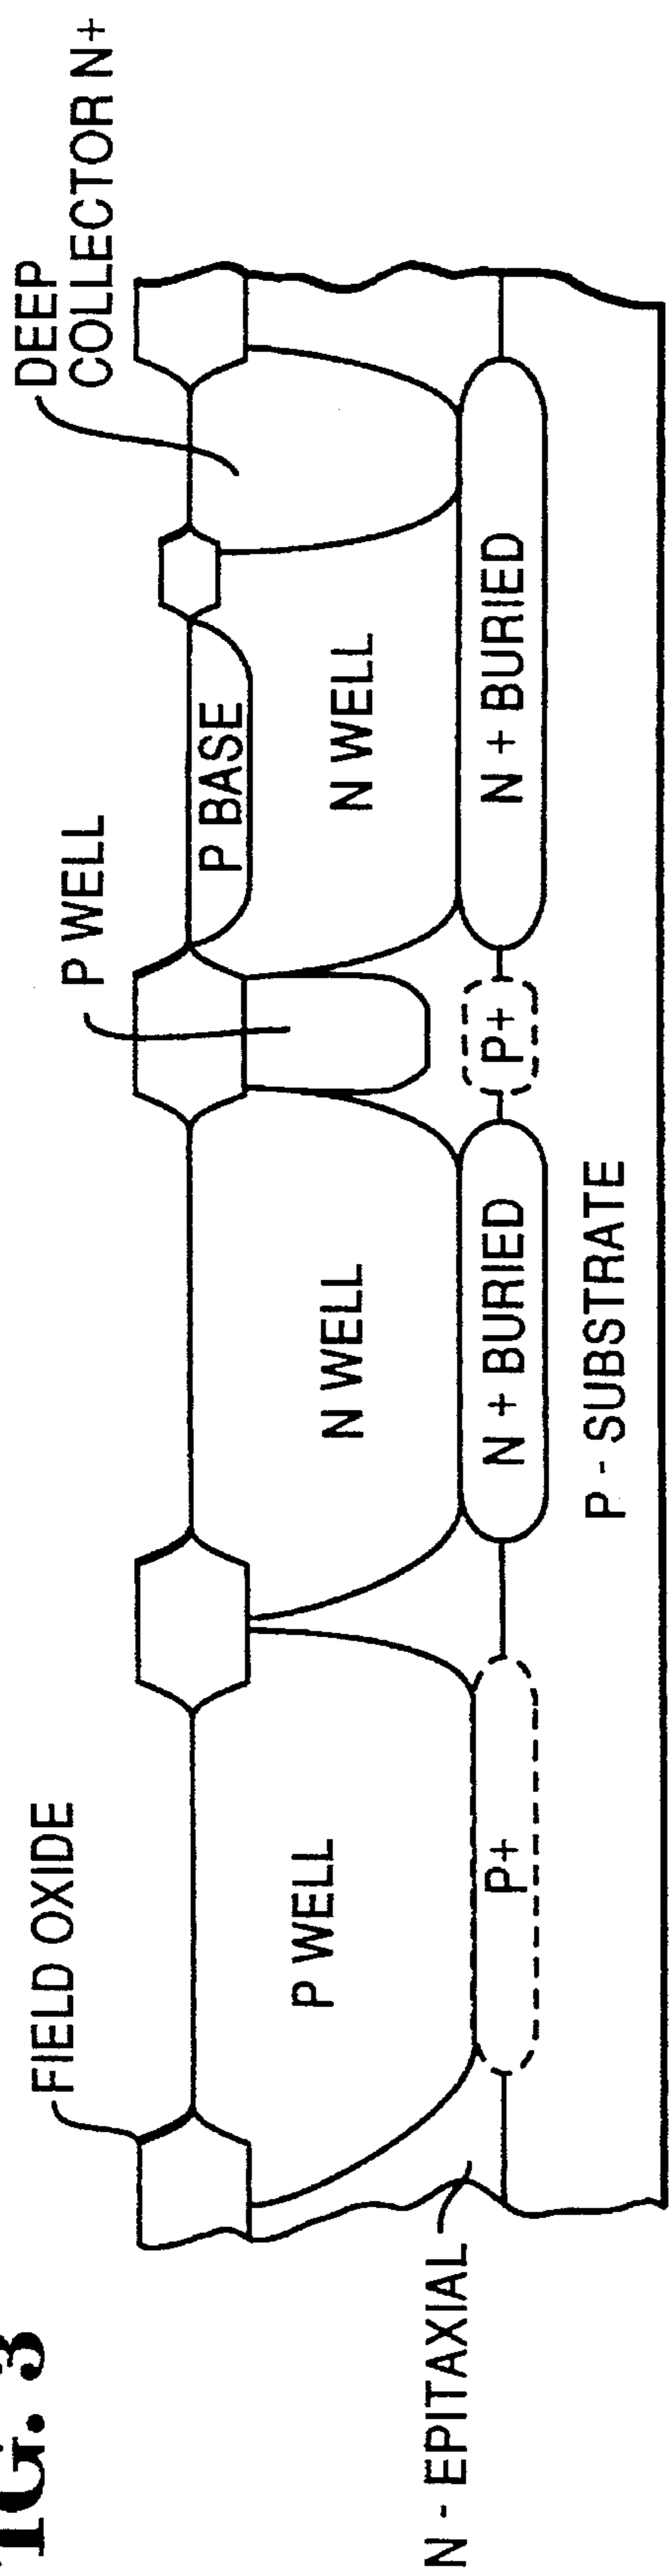 FIG. 3
FIELD OXIDE
P WELL
DEEP
COLLECTOR N+
P BASE
P WELL
N WELL
N WELL
P+
N + BURIED
P+
N + BURIED
N - EPITAXIAL
P - SUBSTRATE